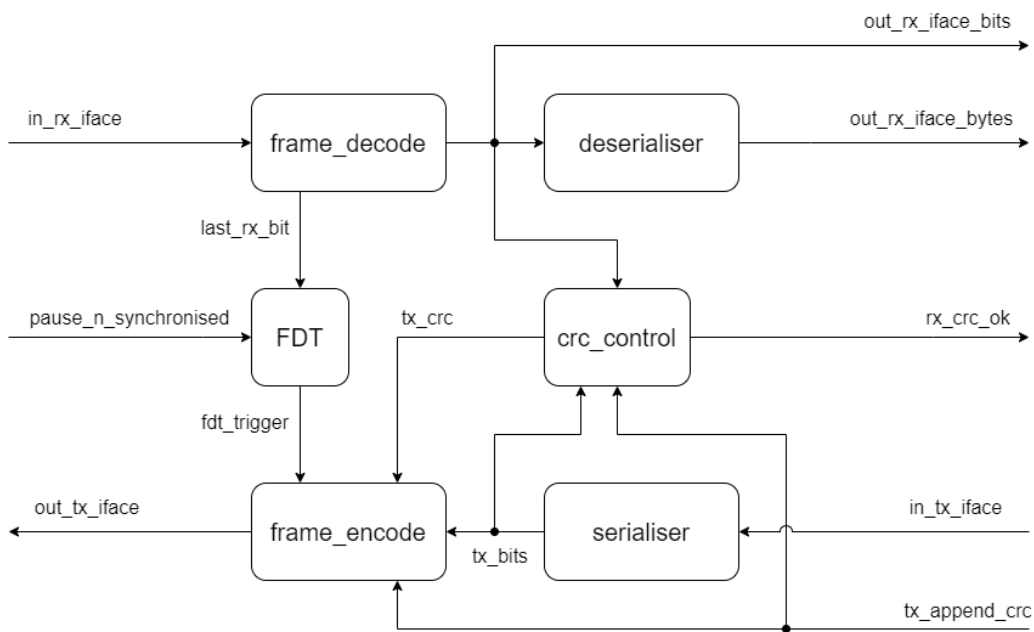 out_rx_iface_bits
in_rx_iface
frame_decode
deserialiser
out_rx_iface_bytes
last_rx_bit
pause_n_synchronised
FDT
tx_crc
crc_control
rx_crc_ok
fdt_trigger
out_tx_iface
frame_encode
tx_bits
serialiser
in_tx_iface
tx_append_crc